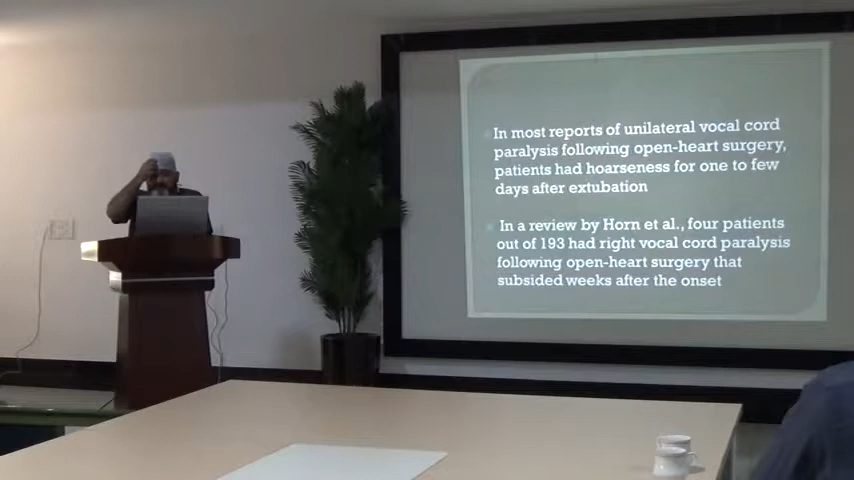 In most reports of unilateral vocal cord
paralysis following open-heart surgery,
patients had hoarseness for one to few
days after extubation
In a review by Horn et al., four patients
out of 193 had right vocal cord paralysis
following open-heart surgery that
subsided weeks after the onset